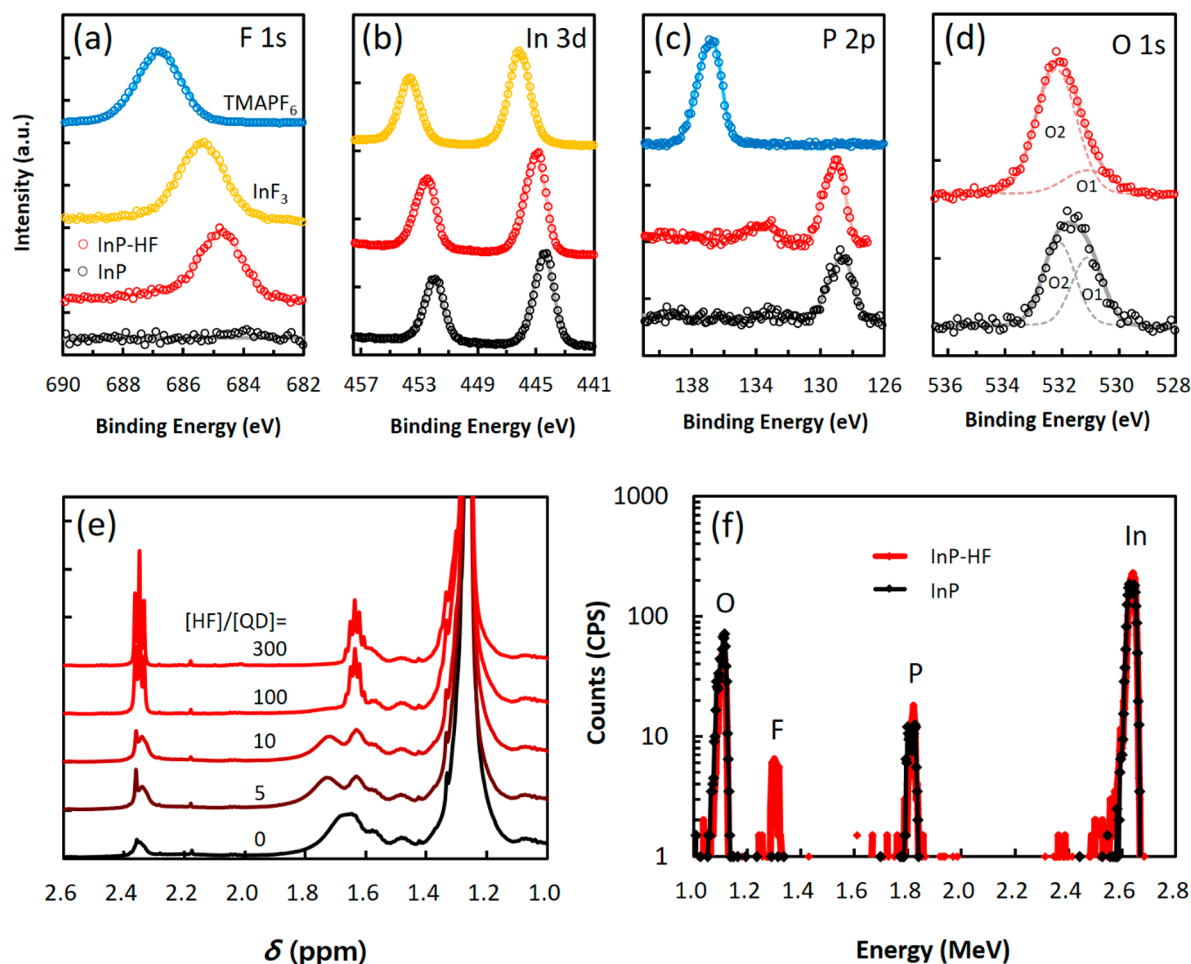 (a) F 1s
TMAPF6
InF3
InP-HF
InP
Intensity (a.u.)
690 688 686 684 682
Binding Energy (eV)
(b) In 3d
457 453 449 445 441
Binding Energy (eV)
(c) P 2p
138 134 130 126
Binding Energy (eV)
(d) O 1s
O2
O1
O2
O1
536 534 532 530 528
Binding Energy (eV)
(e)
[HF]/[QD]=
300
100
10
5
0
2.6 2.4 2.2 2.0 1.8 1.6 1.4 1.2 1.0
δ (ppm)
(f)
InP-HF
InP
O
F
P
In
Counts (CPS)
1000
100
10
1
1.0 1.2 1.4 1.6 1.8 2.0 2.2 2.4 2.6 2.8
Energy (MeV)